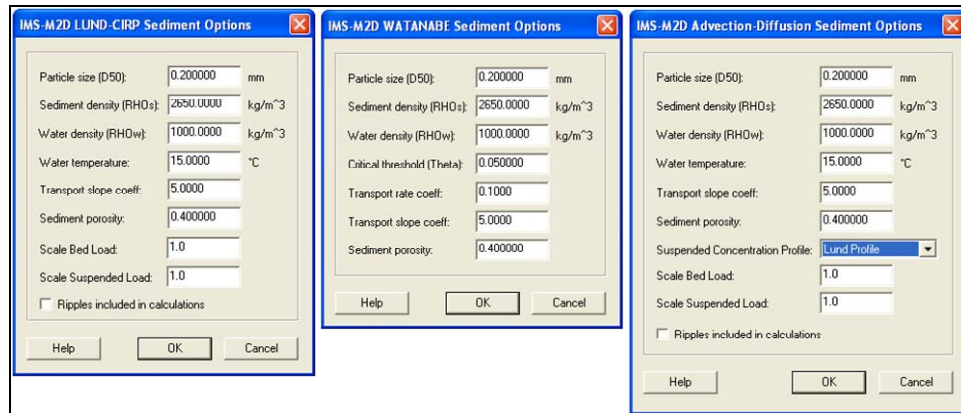 IMS-M2D LUND-CIRP Sediment Options
Particle size (D50): 0.200000 mm
Sediment density (RHOs): 2650.0000 kg/m^3
Water density (RHOw): 1000.0000 kg/m^3
Water temperature: 15.0000 °C
Transport slope coeff: 5.0000
Sediment porosity: 0.400000
Scale Bed Load: 1.0
Scale Suspended Load: 1.0
Ripples included in calculations
Help OK Cancel
IMS-M2D WATANABE Sediment Options
Particle size (D50): 0.200000 mm
Sediment density (RHOs): 2650.0000 kg/m^3
Water density (RHOw): 1000.0000 kg/m^3
Critical threshold (Theta): 0.050000
Transport rate coeff: 0.1000
Transport slope coeff: 5.0000
Sediment porosity: 0.400000
Help OK Cancel
IMS-M2D Advection-Diffusion Sediment Options
Particle size (D50): 0.200000 mm
Sediment density (RHOs): 2650.0000 kg/m^3
Water density (RHOw): 1000.0000 kg/m^3
Water temperature: 15.0000 °C
Transport slope coeff: 5.0000
Sediment porosity: 0.400000
Suspended Concentration Profile: Lund Profile
Scale Bed Load: 1.0
Scale Suspended Load: 1.0
Ripples included in calculations
Help OK Cancel